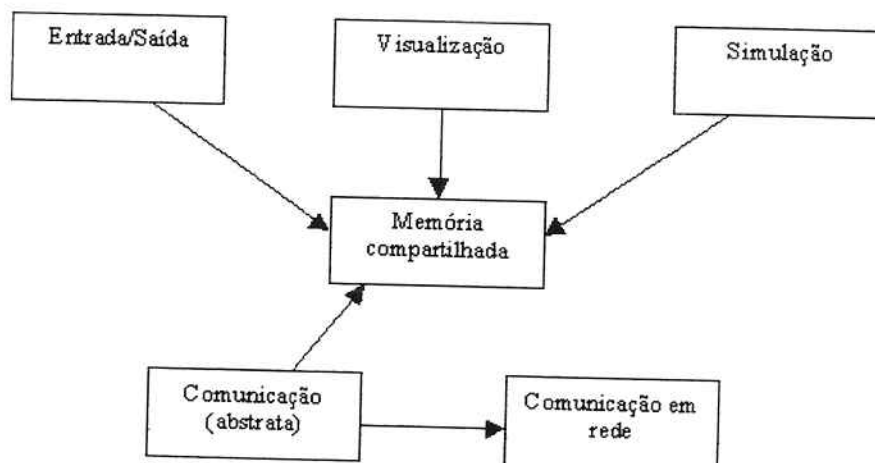 Entrada/Saída
Visualização
Simulação
Memória
compartilhada
Comunicação
(abstrata)
Comunicação em
rede